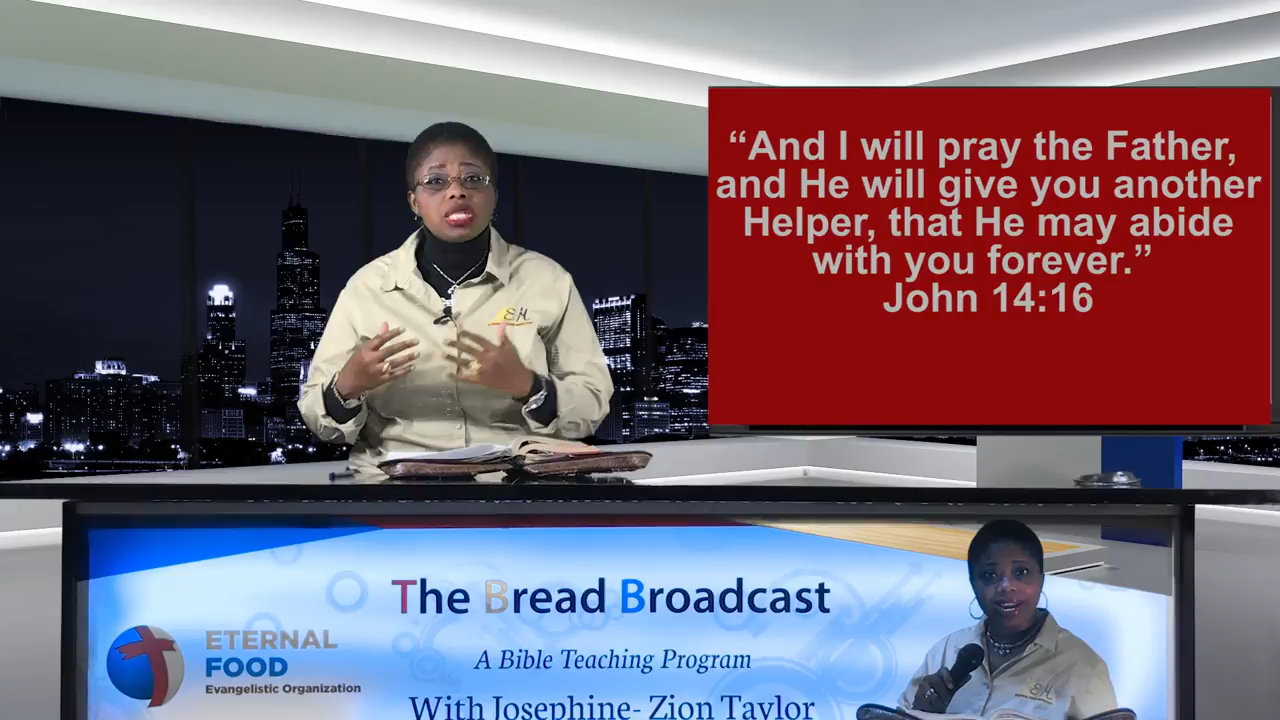 “And I will pray the Father,
and He will give you another
Helper, that He may abide
with you forever.”
John 14:16
EH
The Bread Broadcast
A Bible Teaching Program
With Josephine- Zion Taylor
ETERNAL
FOOD
Evangelistic Organization